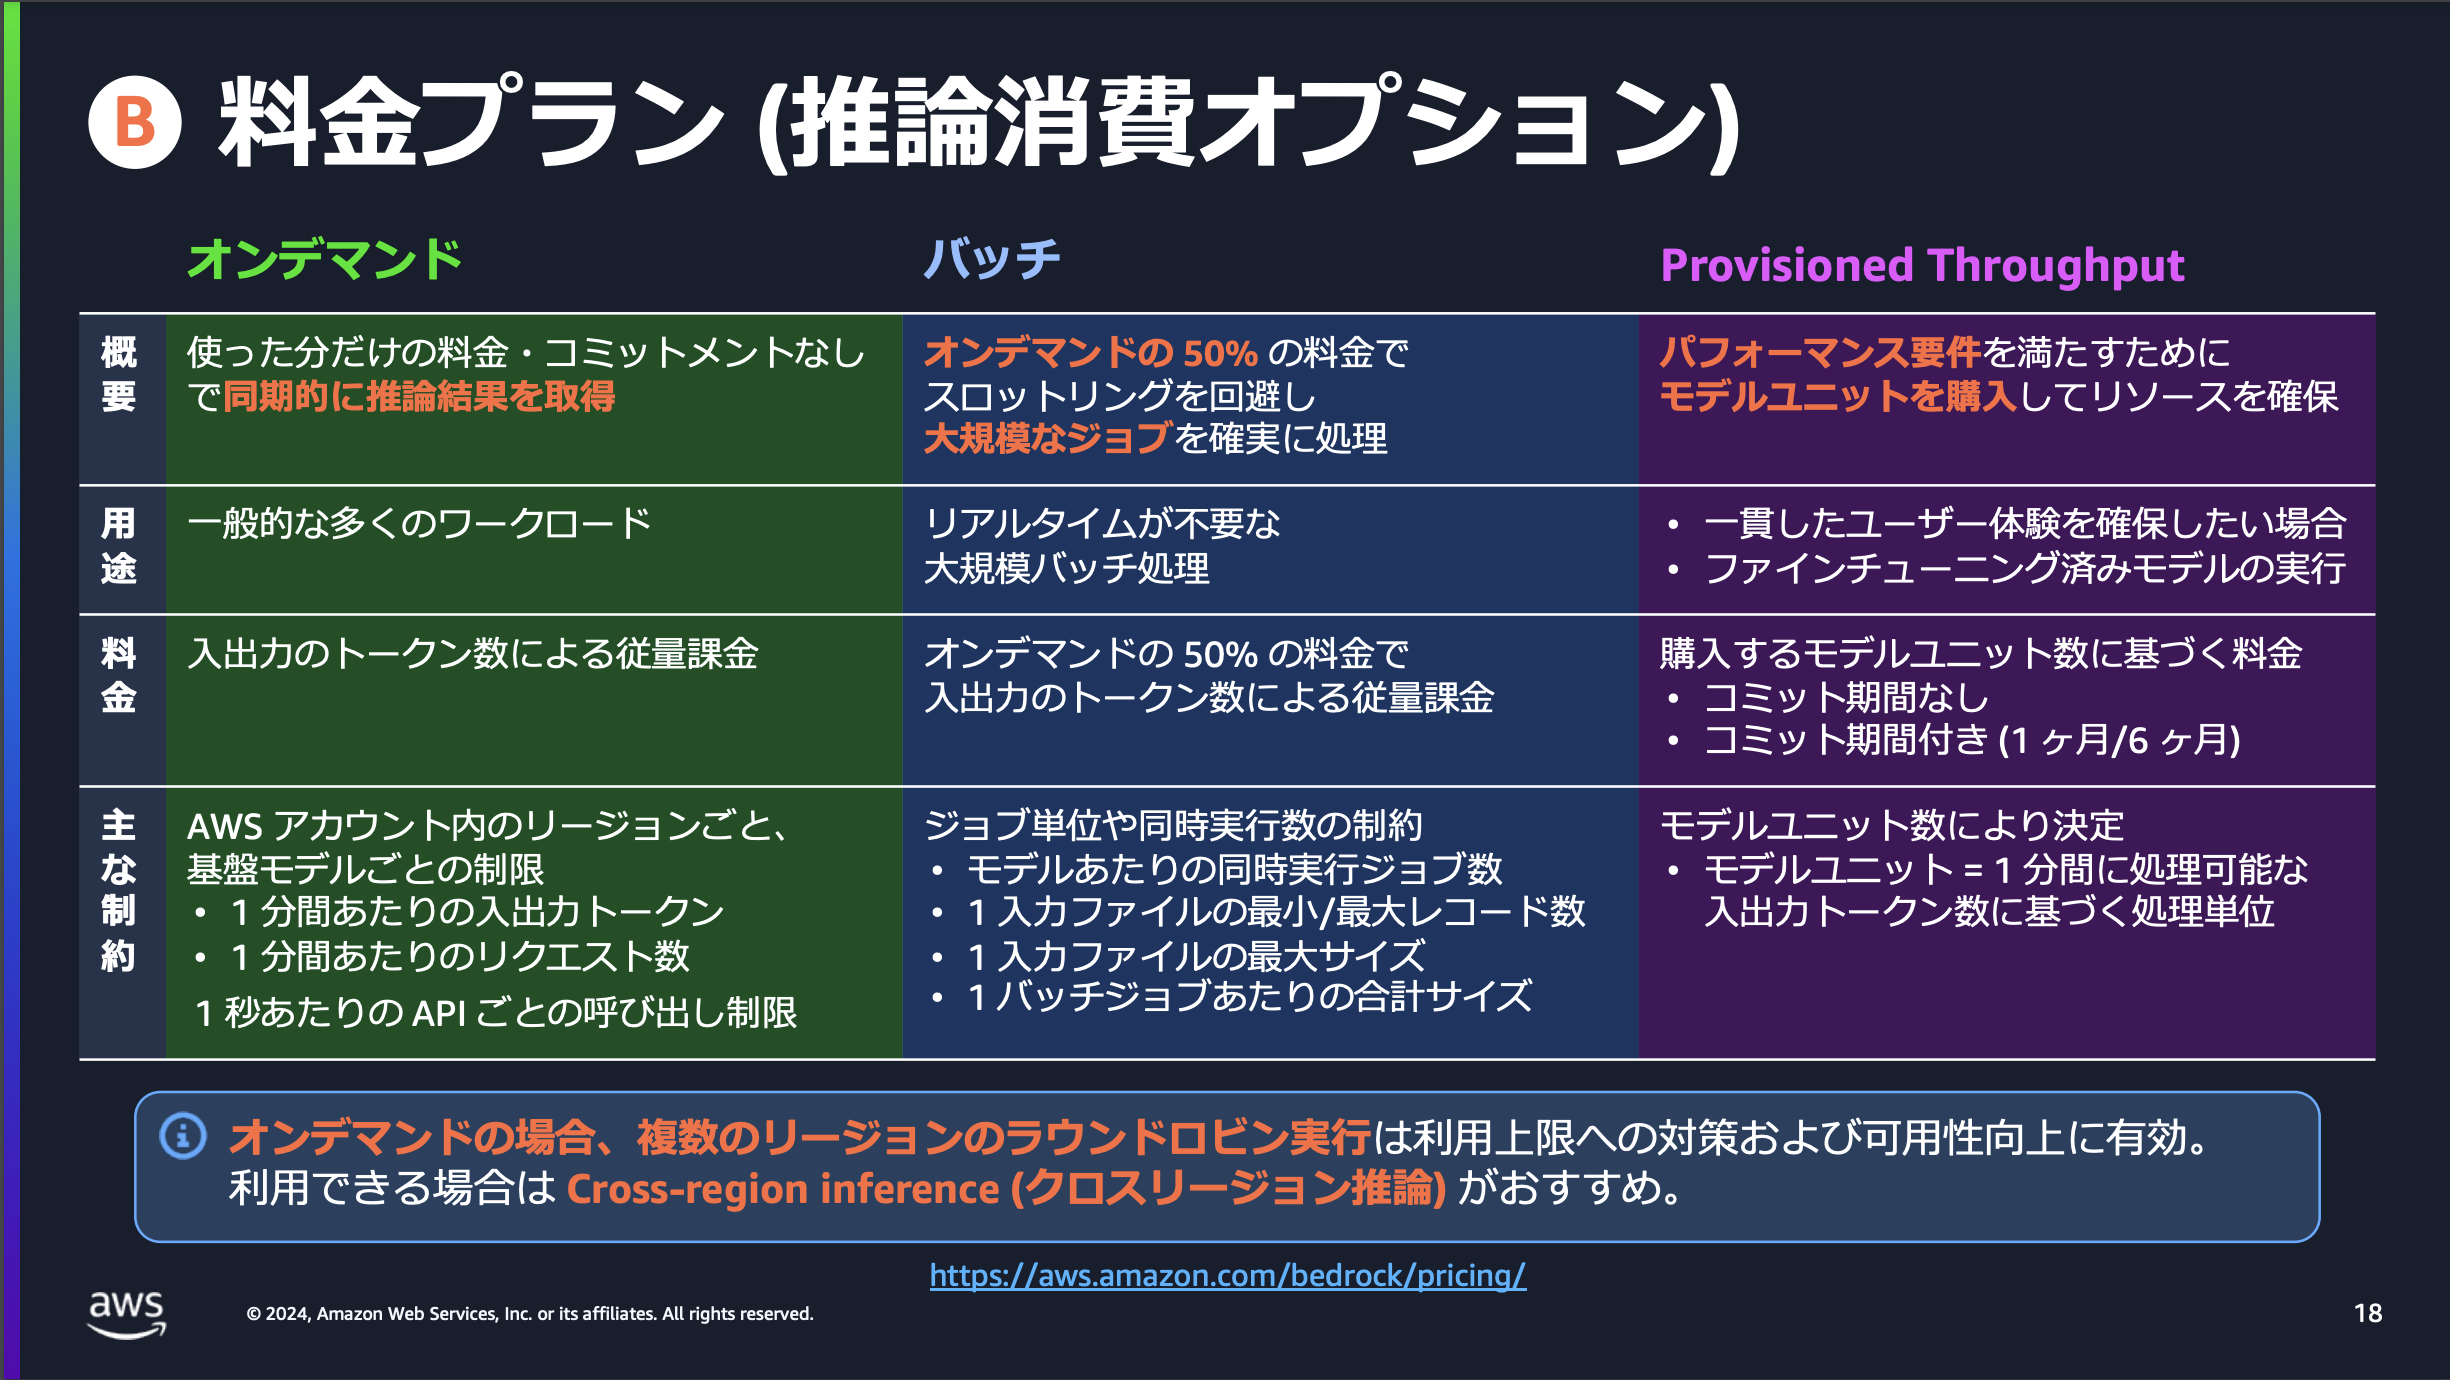 B 料金プラン (推論消費オプション)
オンデマンド
バッチ
Provisioned Throughput
概要
使った分だけの料金・コミットメントなし
で同期的に推論結果を取得
オンデマンドの 50% の料金で
スロットリングを回避し
大規模なジョブを確実に処理
パフォーマンス要件を満たすために
モデルユニットを購入してリソースを確保
用途
一般的な多くのワークロード
リアルタイムが不要な
大規模バッチ処理
• 一貫したユーザー体験を確保したい場合
• ファインチューニング済みモデルの実行
料金
入出力のトークン数による従量課金
オンデマンドの 50% の料金で
入出力のトークン数による従量課金
購入するモデルユニット数に基づく料金
• コミット期間なし
• コミット期間付き (1 ヶ月/6 ヶ月)
主な制約
AWS アカウント内のリージョンごと、
基盤モデルごとの制限
• 1 分間あたりの入出力トークン
• 1 分間あたりのリクエスト数
1 秒あたりの API ごとの呼び出し制限
ジョブ単位や同時実行数の制約
• モデルあたりの同時実行ジョブ数
• 1 入力ファイルの最小/最大レコード数
• 1 入力ファイルの最大サイズ
• 1 バッチジョブあたりの合計サイズ
モデルユニット数により決定
• モデルユニット = 1 分間に処理可能な
入出力トークン数に基づく処理単位
オンデマンドの場合、複数のリージョンのラウンドロビン実行は利用上限への対策および可用性向上に有効。
利用できる場合は Cross-region inference (クロスリージョン推論) がおすすめ。
https://aws.amazon.com/bedrock/pricing/
aws
© 2024, Amazon Web Services, Inc. or its affiliates. All rights reserved.
18